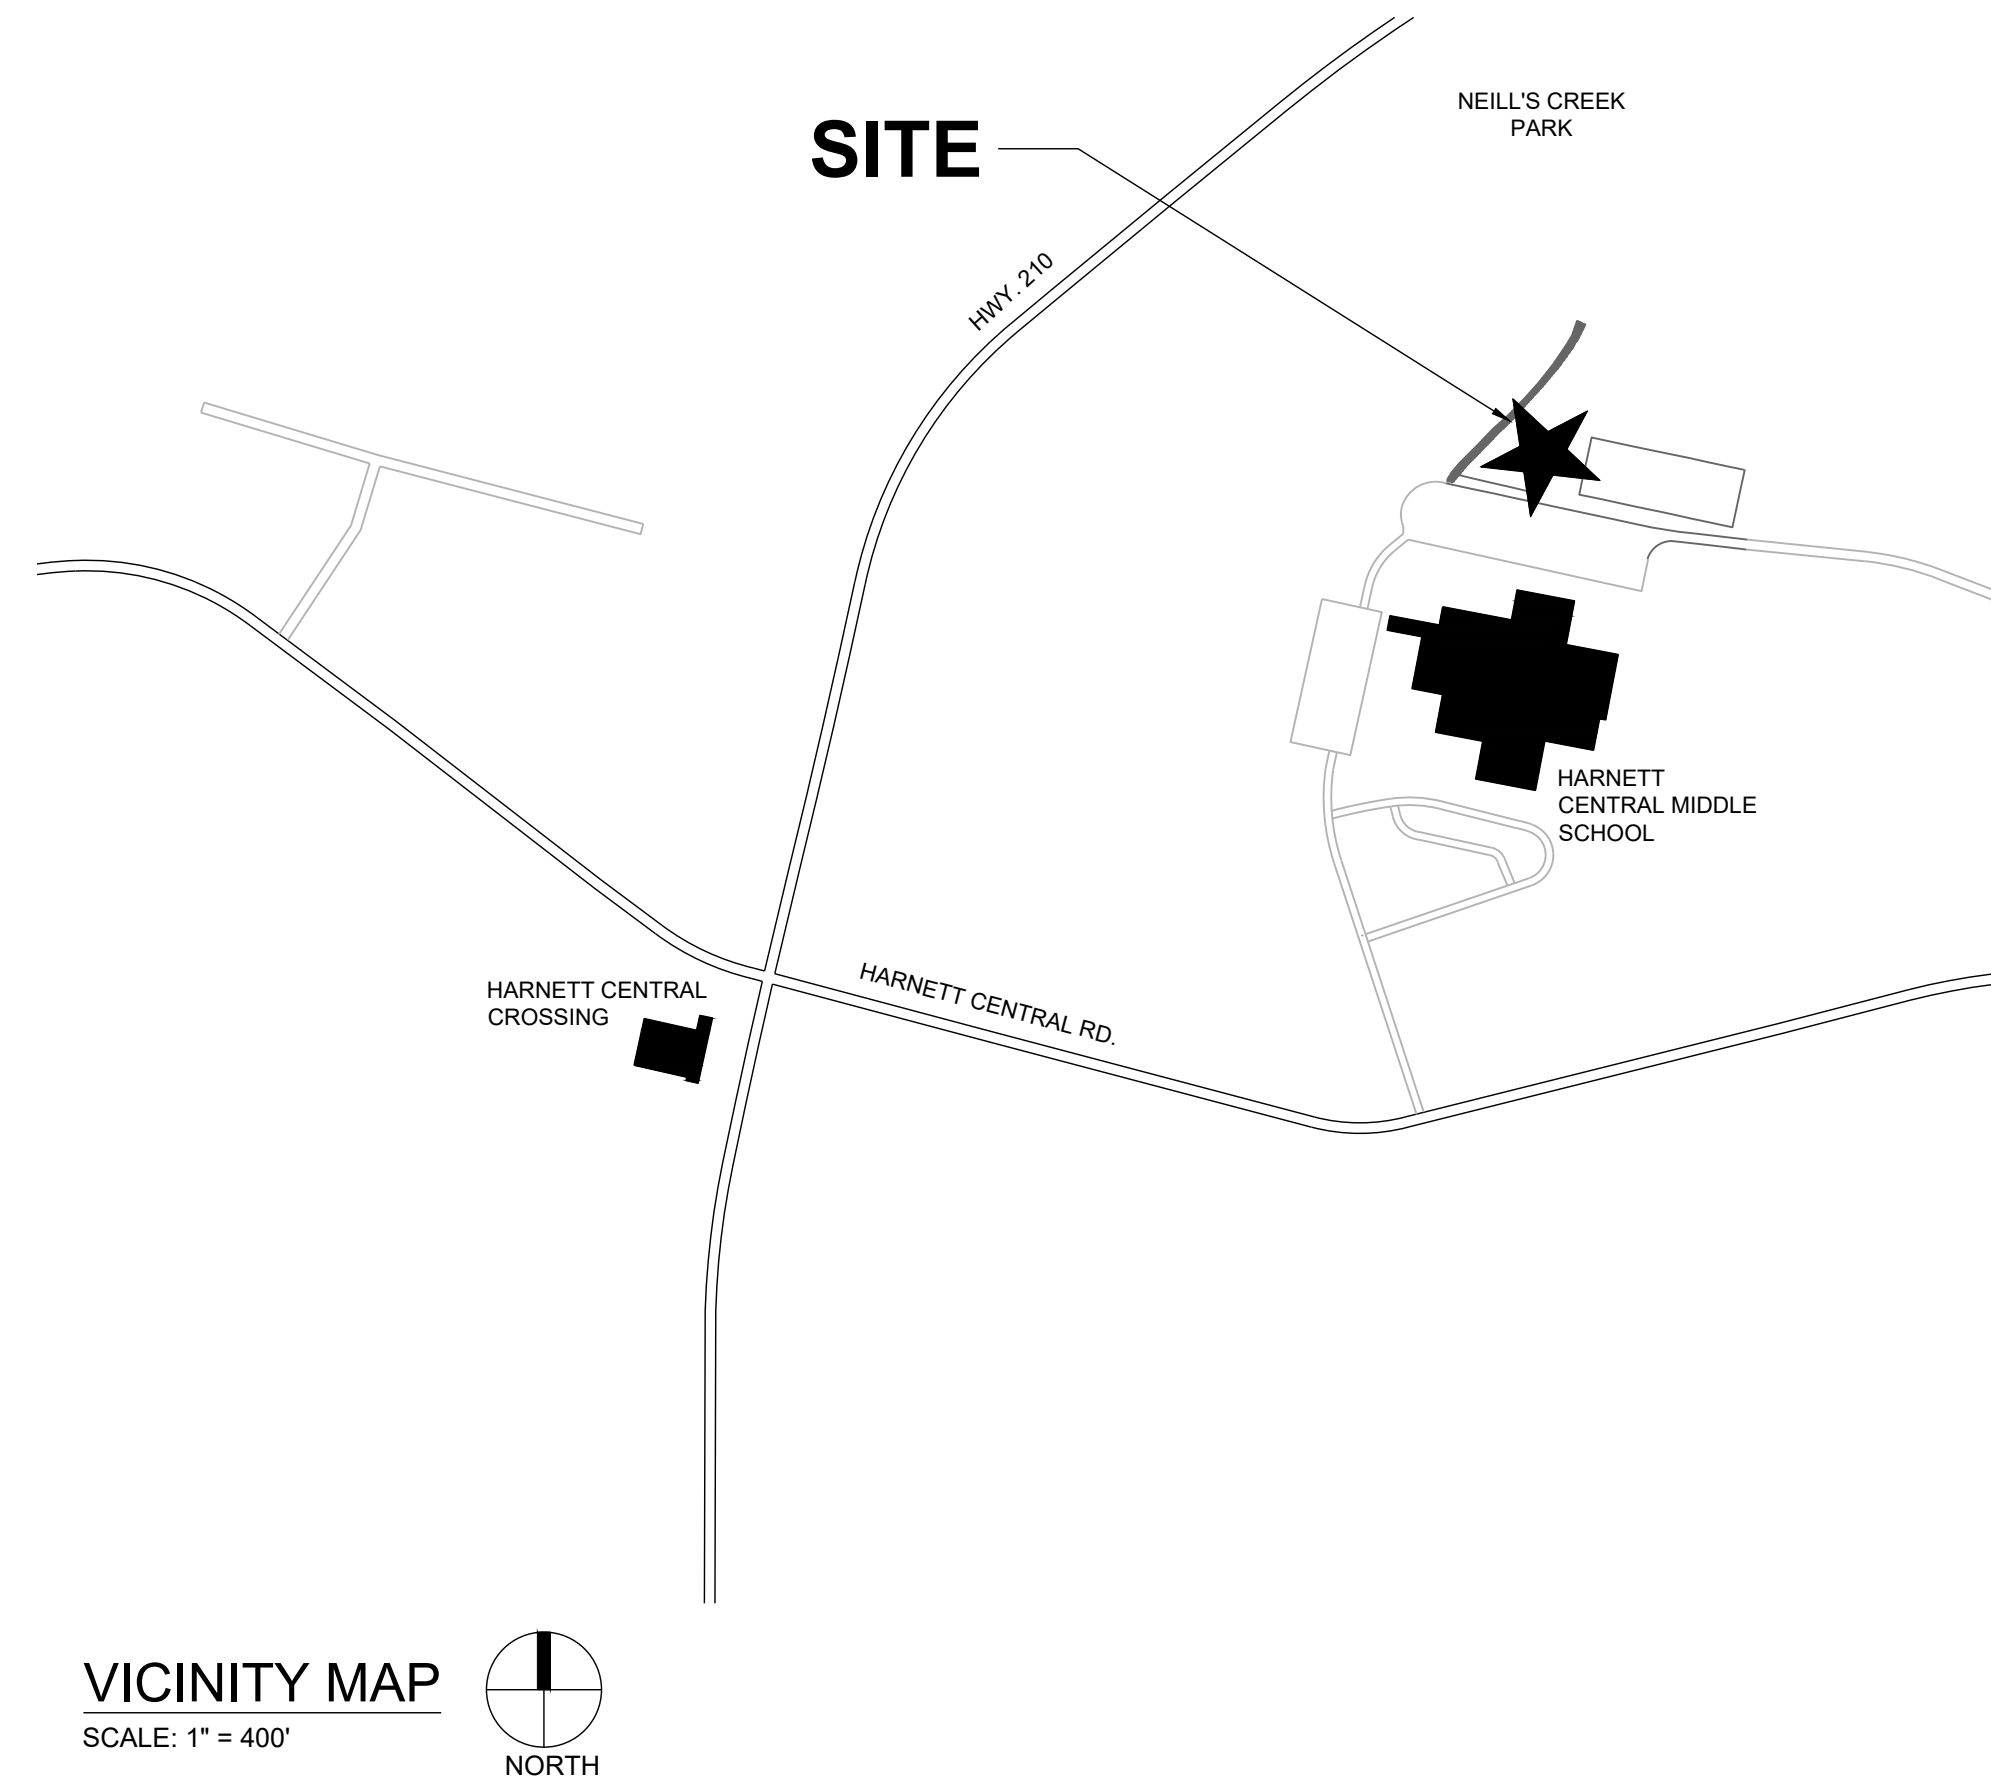 NEILL'S CREEK
PARK
SITE
HWY. 210
HARNETT
CENTRAL MIDDLE
SCHOOL
HARNETT CENTRAL
CROSSING
HARNETT CENTRAL RD.
VICINITY MAP
SCALE: 1" = 400'
NORTH